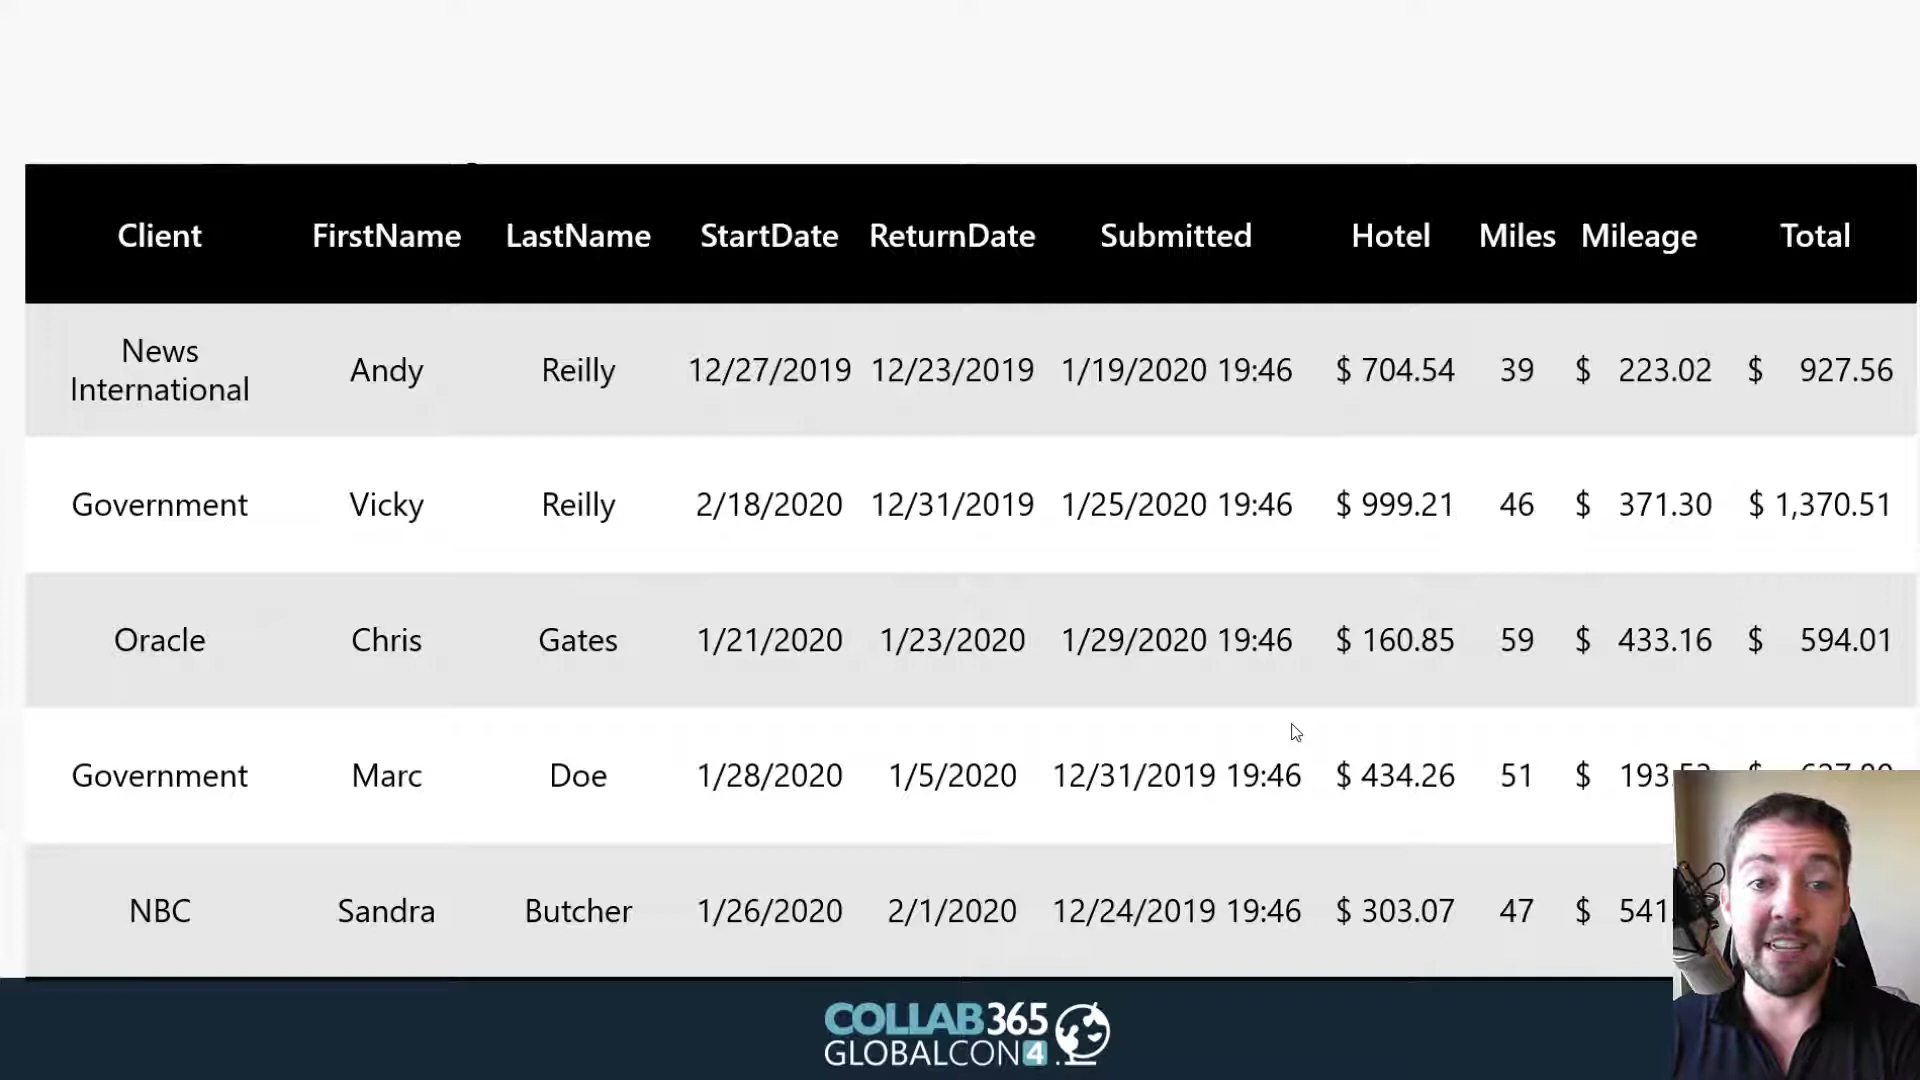 Client FirstName LastName StartDate ReturnDate Submitted Hotel Miles Mileage Total
News International Andy Reilly 12/27/2019 12/23/2019 1/19/2020 19:46 $ 704.54 39 $ 223.02 $ 927.56
Government Vicky Reilly 2/18/2020 12/31/2019 1/25/2020 19:46 $ 999.21 46 $ 371.30 $ 1,370.51
Oracle Chris Gates 1/21/2020 1/23/2020 1/29/2020 19:46 $ 160.85 59 $ 433.16 $ 594.01
Government Marc Doe 1/28/2020 1/5/2020 12/31/2019 19:46 $ 434.26 51 $
NBC Sandra Butcher 1/26/2020 2/1/2020 12/24/2019 19:46 $ 303.07 47 $
COLLAB365
GLOBALCON4